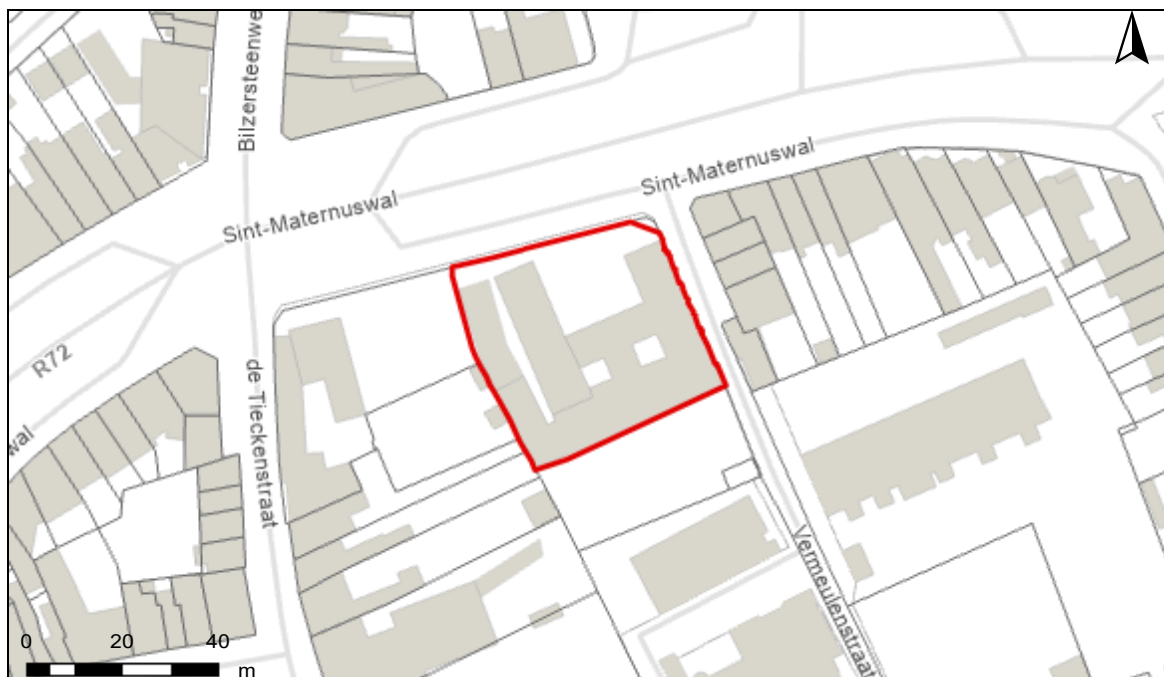 Bilzersteenwe
Sint-Maternuswal
Sint-Maternuswal
R72
de Tieckenstraat
wal
Vermeulenstraat
0 20 40
m